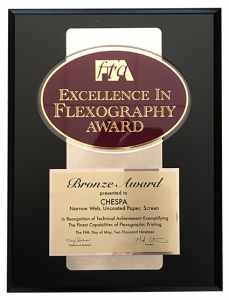 fta
EXCELLENCE IN
FLEXOGRAPHY
AWARD
Bronze Award
presented to
CHESPA
Narrow Web, Uncoated Paper, Screen
In Recognition of Technical Achievement Exemplifying
The Finest Capabilities of Flexographic Printing
The Fifth Day of May, Two Thousand Nineteen